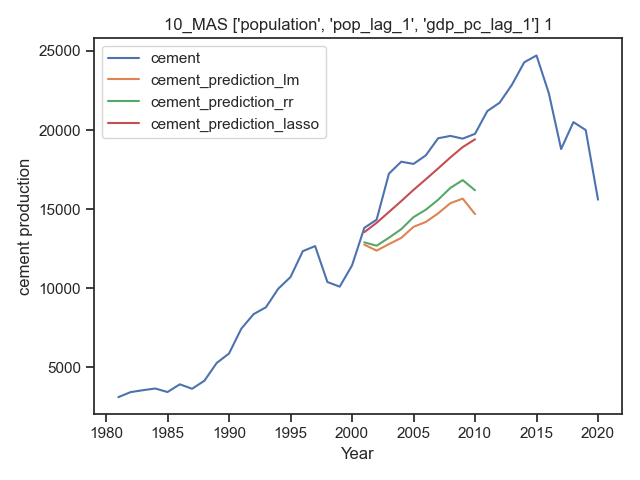 10_MAS ['population', 'pop_lag_1', 'gdp_pc_lag_1'] 1
cement
cement_prediction_lm
cement_prediction_rr
cement_prediction_lasso
25000
20000
15000
10000
5000
cement production
1980 1985 1990 1995 2000 2005 2010 2015 2020
Year